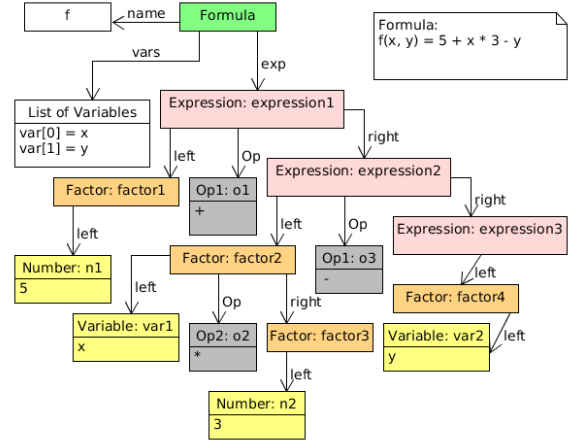 f
name
Formula
Formula:
f(x, y) = 5 + x * 3 - y
vars
exp
List of Variables
var[0] = x
var[1] = y
Expression: expression1
left
Op
right
Factor: factor1
Op1: o1
+
Expression: expression2
left
Op
right
left
Expression: expression3
Number: n1
5
Factor: factor2
Op1: o3
-
left
Factor: factor4
left
Op
right
left
Variable: var1
x
Op2: o2
*
Factor: factor3
Variable: var2
y
left
Number: n2
3